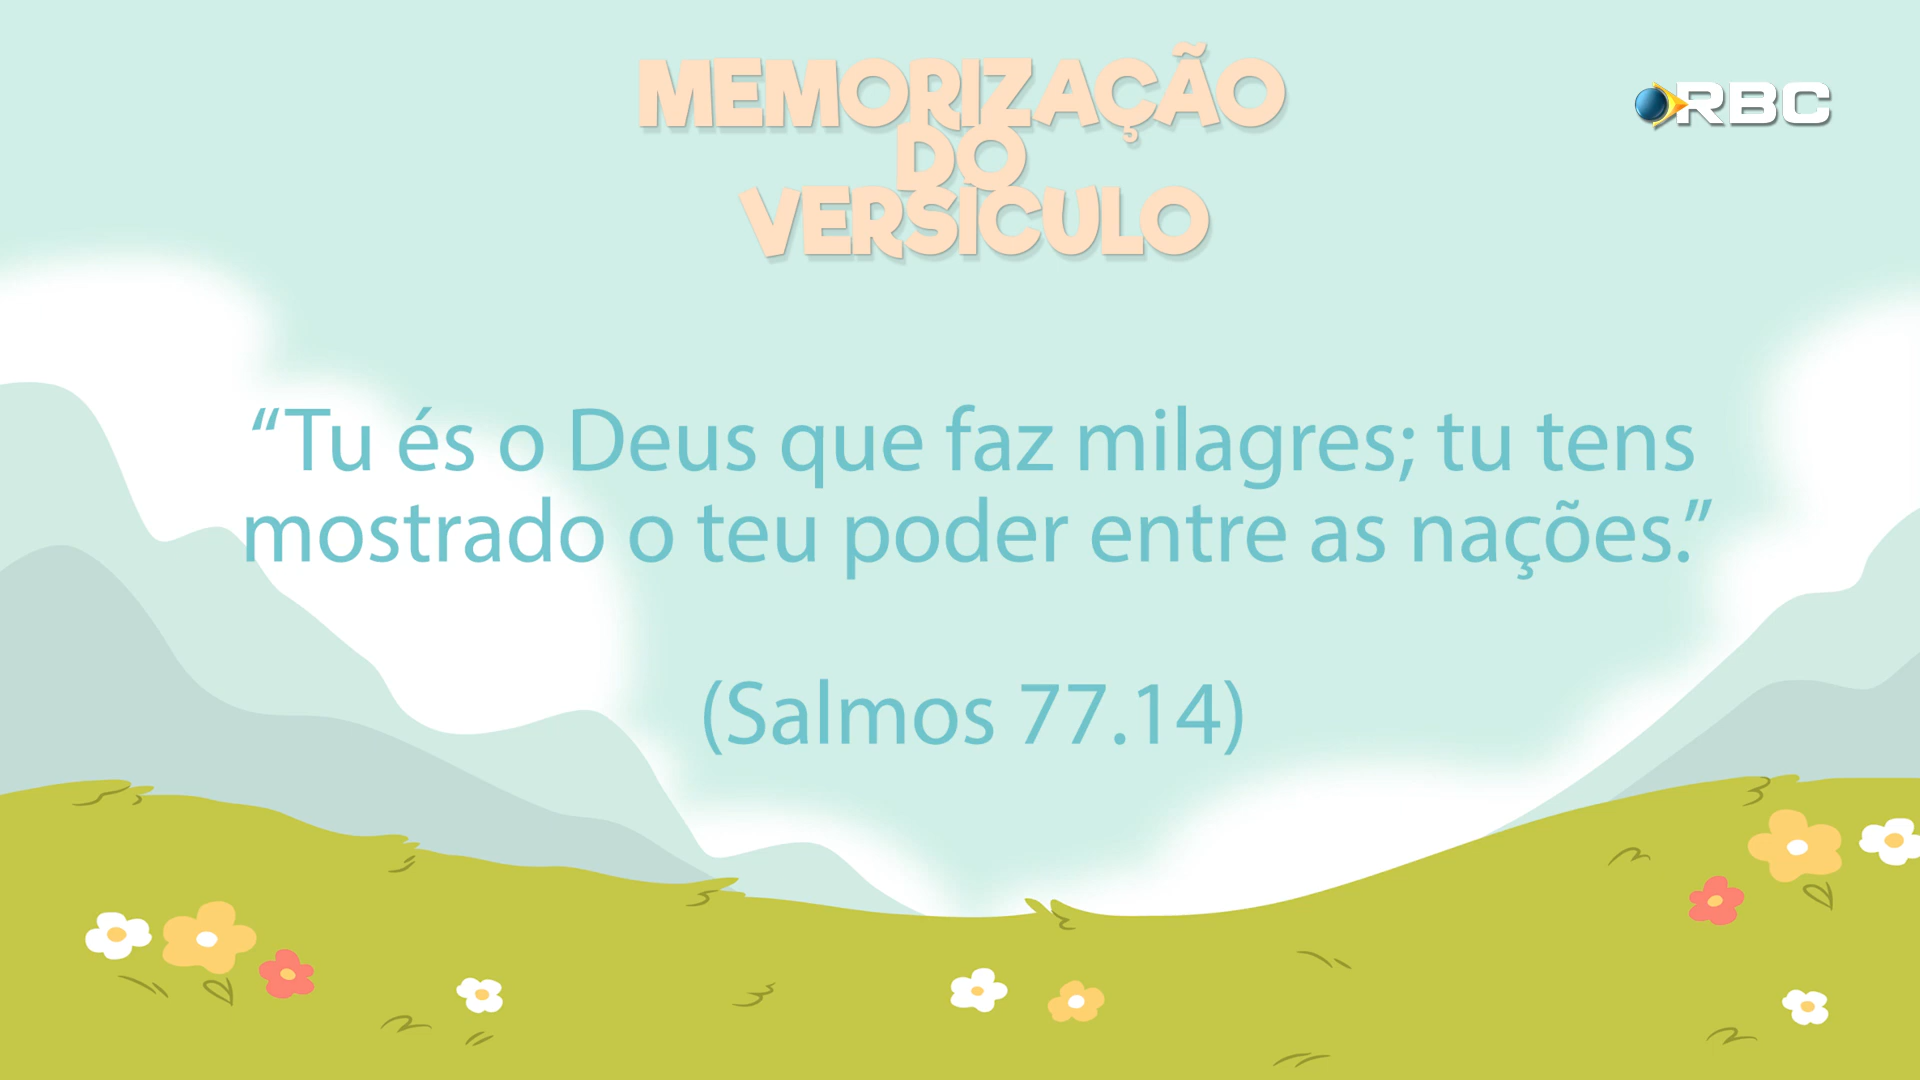 MEMORIZAÇÃO
DO
VERSÍCULO
RBC
“Tu és o Deus que faz milagres; tu tens
mostrado o teu poder entre as nações.”
(Salmos 77.14)